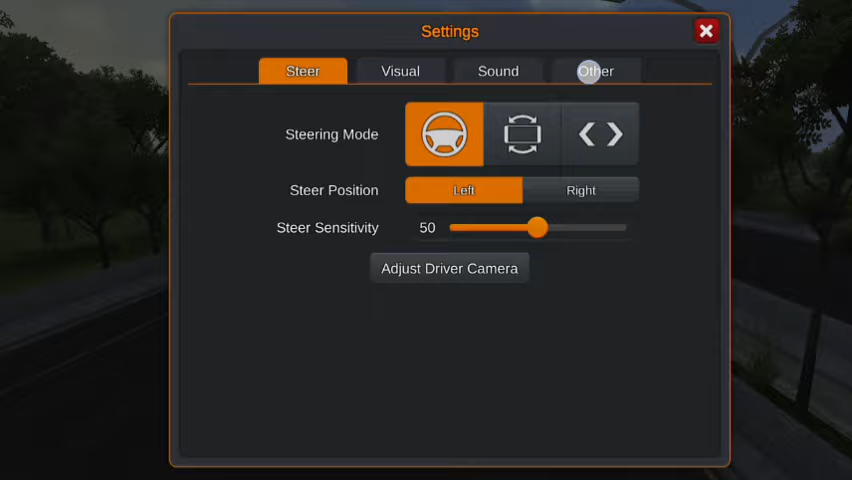 Settings
Steer Visual Sound Other
Steering Mode
Steer Position Left Right
Steer Sensitivity 50
Adjust Driver Camera